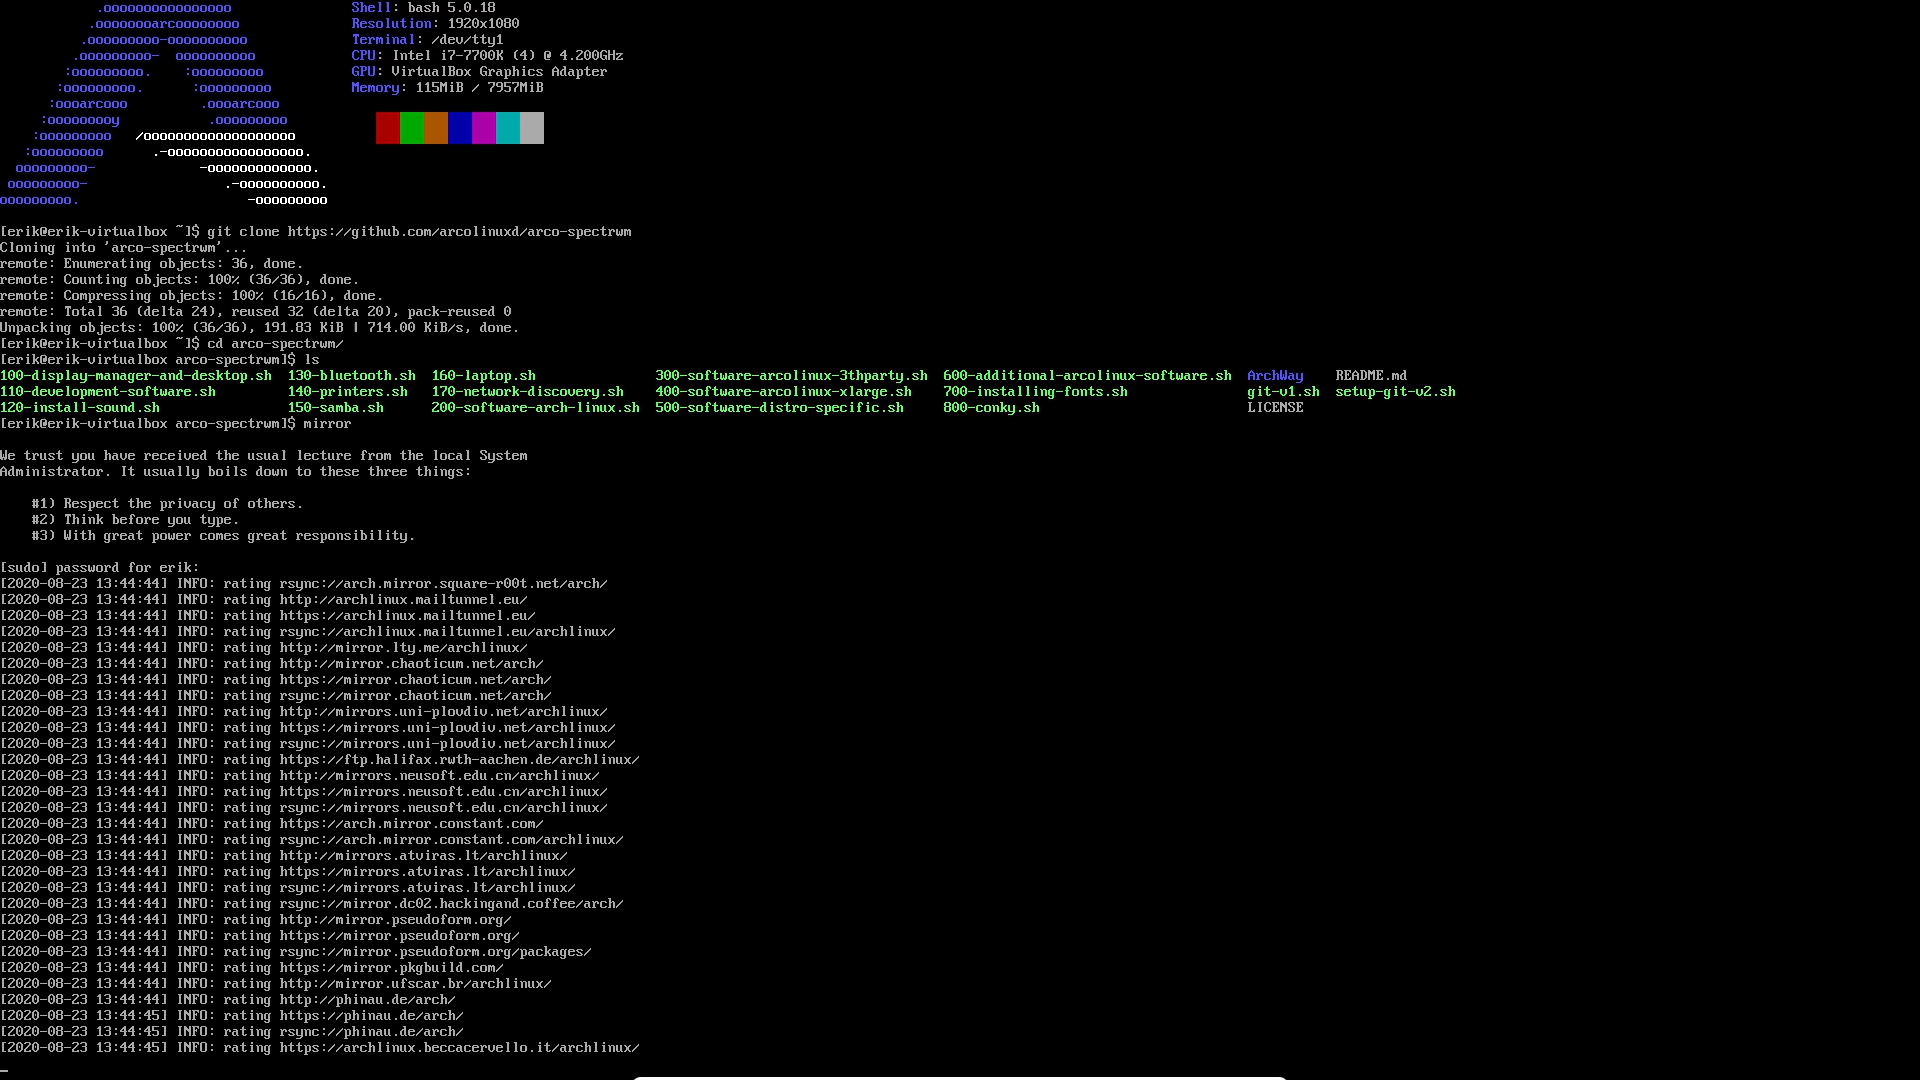 .oooooooooooooooo
.ooooooooarcooooooooo
.ooooooooo-oooooooooo
.ooooooooo-  oooooooooo
:ooooooooo.    :ooooooooo
:ooooooooo.      :ooooooooo
:oooarcooo         .oooarcooo
:ooooooooy           .ooooooooo
:ooooooooo   /oooooooooooooooooo
:ooooooooo      .-ooooooooooooooooo.
ooooooooo-             -ooooooooooooo.
ooooooooo-                 .-oooooooooo.
ooooooooo.                     -ooooooooo
Shell: bash 5.0.18
Resolution: 1920x1080
Terminal: /dev/tty1
CPU: Intel i7-7700K (4) @ 4.200GHz
GPU: VirtualBox Graphics Adapter
Memory: 115MiB / 7957MiB
[erik@erik-virtualbox ~]$ git clone https://github.com/arcolinuxd/arco-spectrwm
Cloning into 'arco-spectrwm'...
remote: Enumerating objects: 36, done.
remote: Counting objects: 100% (36/36), done.
remote: Compressing objects: 100% (16/16), done.
remote: Total 36 (delta 24), reused 32 (delta 20), pack-reused 0
Unpacking objects: 100% (36/36), 191.83 KiB | 714.00 KiB/s, done.
[erik@erik-virtualbox ~]$ cd arco-spectrwm/
[erik@erik-virtualbox arco-spectrwm]$ ls
100-display-manager-and-desktop.sh  130-bluetooth.sh  160-laptop.sh               300-software-arcolinux-3thparty.sh  600-additional-arcolinux-software.sh  ArchWay    README.md
110-development-software.sh         140-printers.sh   170-network-discovery.sh    400-software-arcolinux-xlarge.sh    700-installing-fonts.sh               git-v1.sh  setup-git-v2.sh
120-install-sound.sh                150-samba.sh      200-software-arch-linux.sh  500-software-distro-specific.sh     800-conky.sh                          LICENSE
[erik@erik-virtualbox arco-spectrwm]$ mirror
We trust you have received the usual lecture from the local System
Administrator. It usually boils down to these three things:
#1) Respect the privacy of others.
#2) Think before you type.
#3) With great power comes great responsibility.
[sudo] password for erik:
[2020-08-23 13:44:44] INFO: rating rsync://arch.mirror.square-r00t.net/arch/
[2020-08-23 13:44:44] INFO: rating http://archlinux.mailtunnel.eu/
[2020-08-23 13:44:44] INFO: rating https://archlinux.mailtunnel.eu/
[2020-08-23 13:44:44] INFO: rating rsync://archlinux.mailtunnel.eu/archlinux/
[2020-08-23 13:44:44] INFO: rating http://mirror.lty.me/archlinux/
[2020-08-23 13:44:44] INFO: rating http://mirror.chaoticum.net/arch/
[2020-08-23 13:44:44] INFO: rating https://mirror.chaoticum.net/arch/
[2020-08-23 13:44:44] INFO: rating rsync://mirror.chaoticum.net/arch/
[2020-08-23 13:44:44] INFO: rating http://mirrors.uni-plovdiv.net/archlinux/
[2020-08-23 13:44:44] INFO: rating https://mirrors.uni-plovdiv.net/archlinux/
[2020-08-23 13:44:44] INFO: rating rsync://mirrors.uni-plovdiv.net/archlinux/
[2020-08-23 13:44:44] INFO: rating https://ftp.halifax.rwth-aachen.de/archlinux/
[2020-08-23 13:44:44] INFO: rating http://mirrors.neusoft.edu.cn/archlinux/
[2020-08-23 13:44:44] INFO: rating https://mirrors.neusoft.edu.cn/archlinux/
[2020-08-23 13:44:44] INFO: rating rsync://mirrors.neusoft.edu.cn/archlinux/
[2020-08-23 13:44:44] INFO: rating https://arch.mirror.constant.com/
[2020-08-23 13:44:44] INFO: rating rsync://arch.mirror.constant.com/archlinux/
[2020-08-23 13:44:44] INFO: rating http://mirrors.atviras.lt/archlinux/
[2020-08-23 13:44:44] INFO: rating https://mirrors.atviras.lt/archlinux/
[2020-08-23 13:44:44] INFO: rating rsync://mirrors.atviras.lt/archlinux/
[2020-08-23 13:44:44] INFO: rating rsync://mirror.dc02.hackingand.coffee/arch/
[2020-08-23 13:44:44] INFO: rating http://mirror.pseudoform.org/
[2020-08-23 13:44:44] INFO: rating https://mirror.pseudoform.org/
[2020-08-23 13:44:44] INFO: rating rsync://mirror.pseudoform.org/packages/
[2020-08-23 13:44:44] INFO: rating https://mirror.pkgbuild.com/
[2020-08-23 13:44:44] INFO: rating http://mirror.ufscar.br/archlinux/
[2020-08-23 13:44:44] INFO: rating http://phinau.de/arch/
[2020-08-23 13:44:45] INFO: rating https://phinau.de/arch/
[2020-08-23 13:44:45] INFO: rating rsync://phinau.de/arch/
[2020-08-23 13:44:45] INFO: rating https://archlinux.beccacervello.it/archlinux/